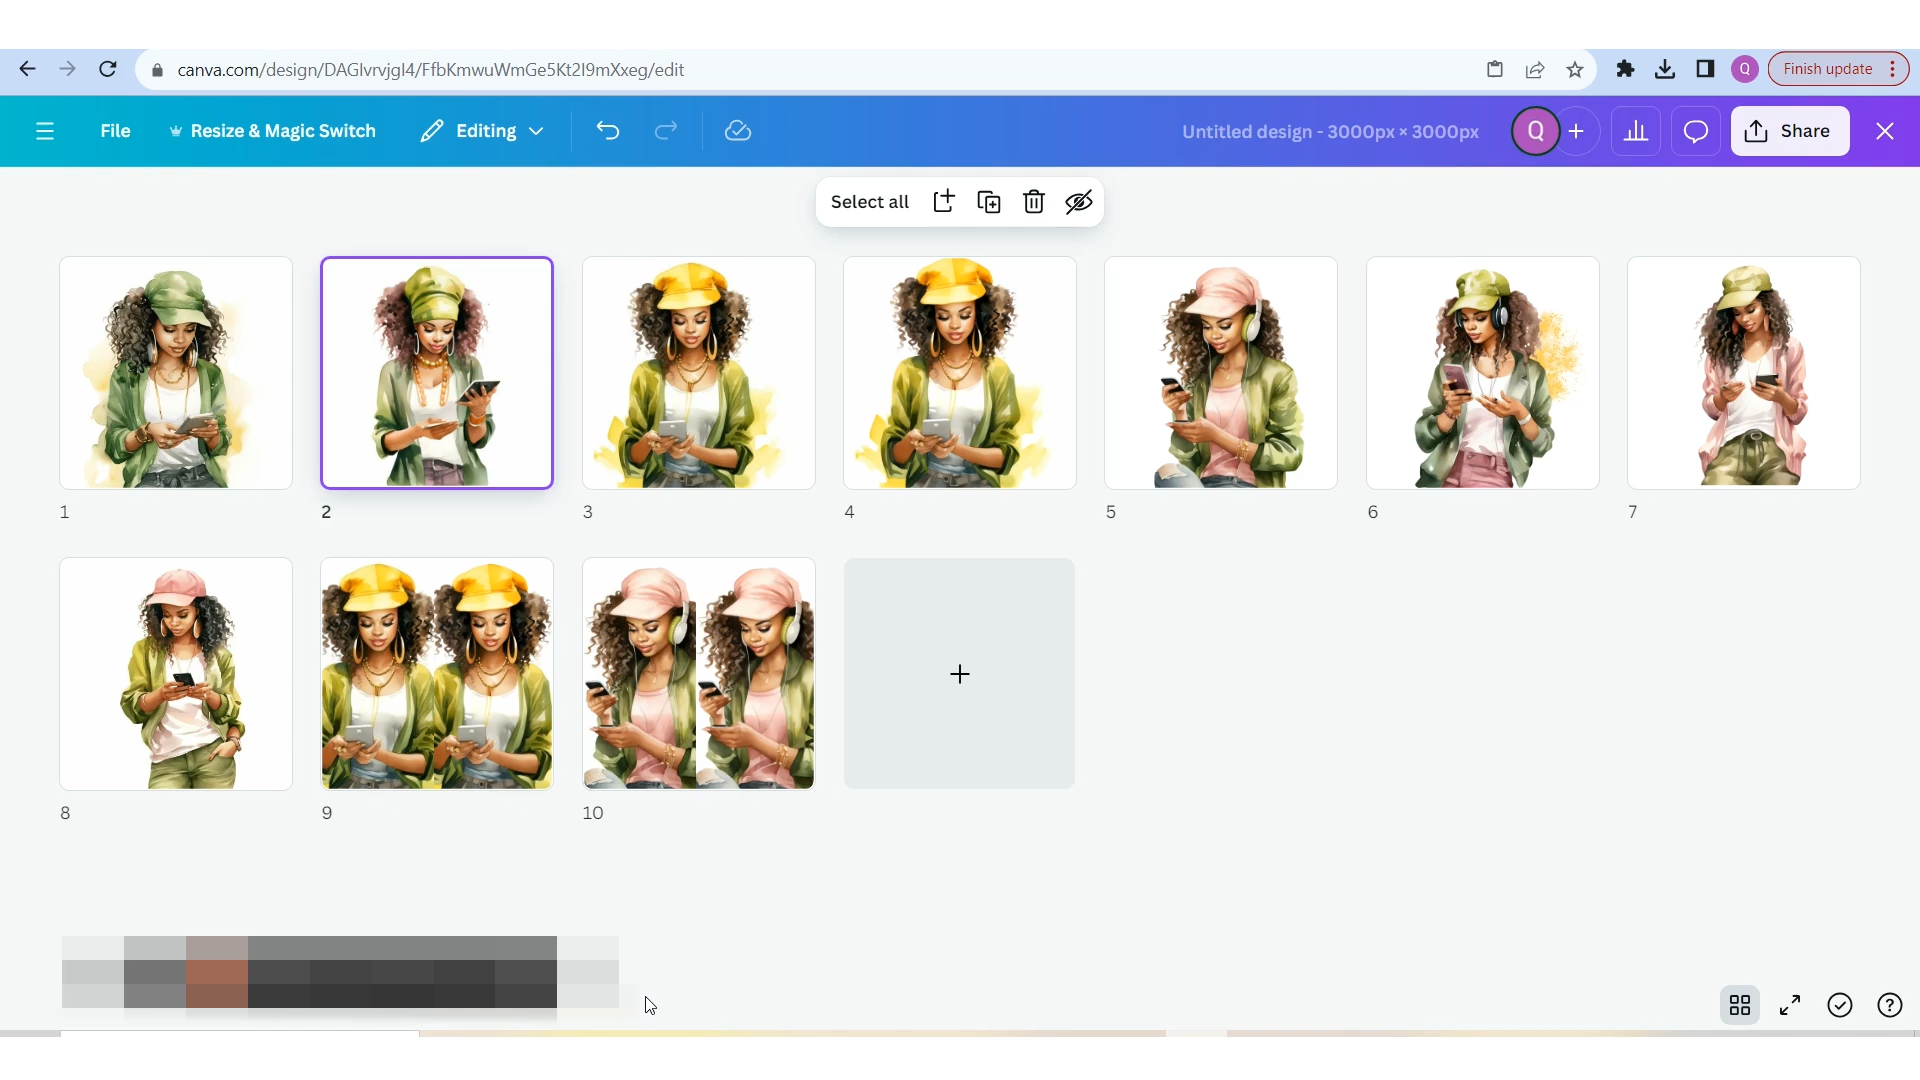 canva.com/design/DAGIvrvjgI4/FfbKmwuWmGe5Kt2I9mXxeg/edit
Q
Finish update
File
Resize & Magic Switch
Editing
Untitled design - 3000px × 3000px
Q
+
Share
Select all
1
2
3
4
5
6
7
8
9
10